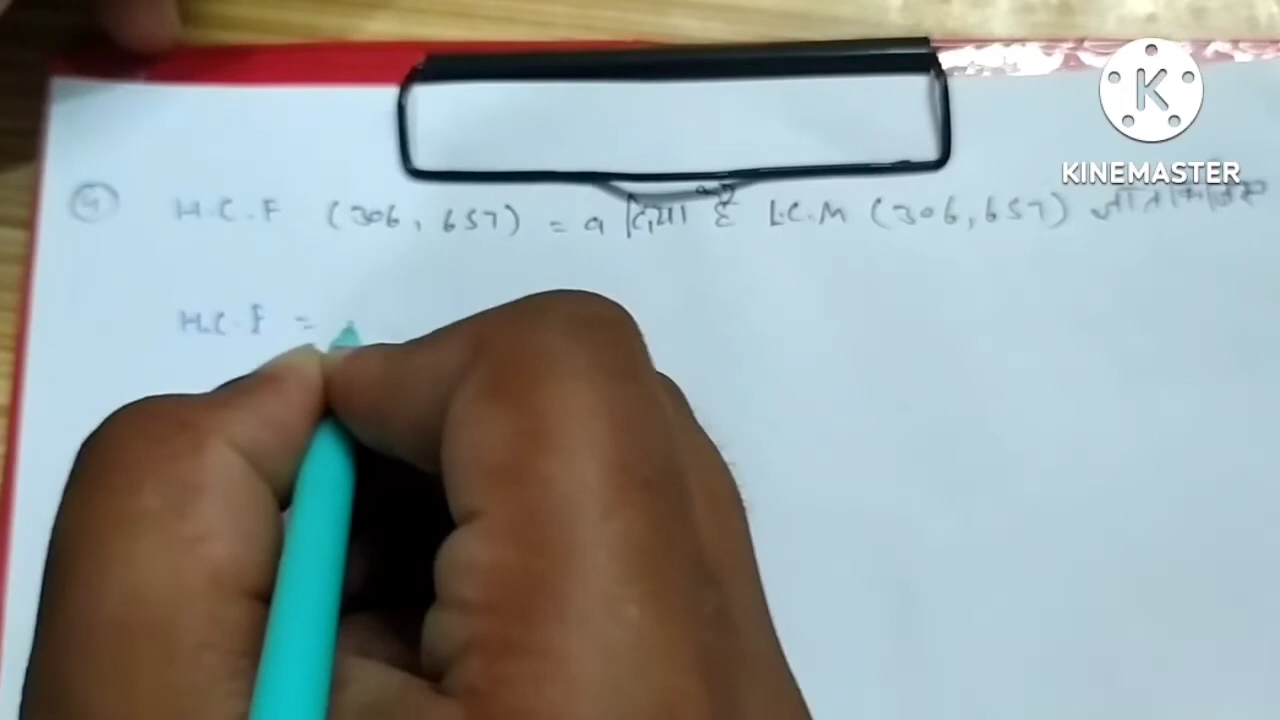 K
KINEMASTER
4 H.C.F (306, 657) = 9 दिया है L.C.M (306, 657) ज्ञात कीजिए
H.C.F =